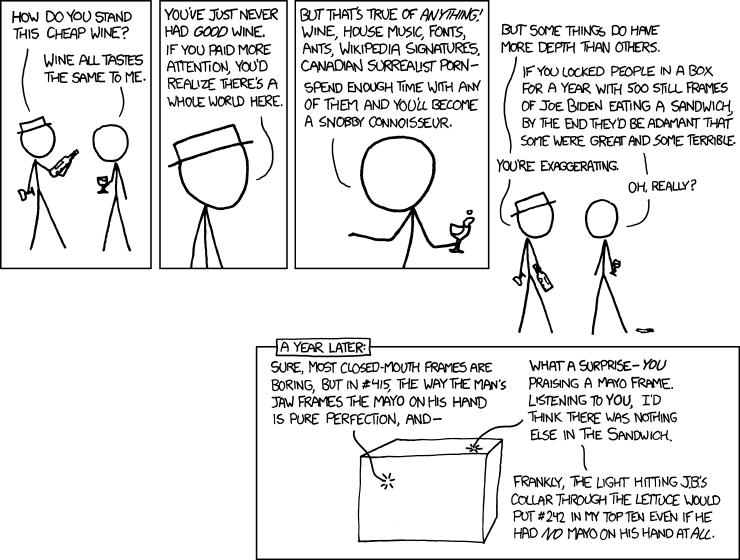 HOW DO YOU STAND
THIS CHEAP WINE?
WINE ALL TASTES
THE SAME TO ME.
YOU'VE JUST NEVER
HAD GOOD WINE.
IF YOU PAID MORE
ATTENTION, YOU'D
REALIZE THERE'S A
WHOLE WORLD HERE.
BUT THAT'S TRUE OF ANYTHING!
WINE, HOUSE MUSIC, FONTS,
ANTS, WIKIPEDIA SIGNATURES,
CANADIAN SURREALIST PORN—
SPEND ENOUGH TIME WITH ANY
OF THEM AND YOU'LL BECOME
A SNOBBY CONNOISSEUR.
BUT SOME THINGS DO HAVE
MORE DEPTH THAN OTHERS.
IF YOU LOCKED PEOPLE IN A BOX
FOR A YEAR WITH 500 STILL FRAMES
OF JOE BIDEN EATING A SANDWICH,
BY THE END THEY'D BE ADAMANT THAT
SOME WERE GREAT AND SOME TERRIBLE.
YOU'RE EXAGGERATING.
OH, REALLY?
A YEAR LATER:
SURE, MOST CLOSED-MOUTH FRAMES ARE
BORING, BUT IN #415, THE WAY THE MAN'S
JAW FRAMES THE MAYO ON HIS HAND
IS PURE PERFECTION, AND—
WHAT A SURPRISE—YOU
PRAISING A MAYO FRAME.
LISTENING TO YOU, I'D
THINK THERE WAS NOTHING
ELSE IN THE SANDWICH.
FRANKLY, THE LIGHT HITTING J.B.'S
COLLAR THROUGH THE LETTUCE WOULD
PUT #242 IN MY TOP TEN EVEN IF HE
HAD NO MAYO ON HIS HAND AT ALL.